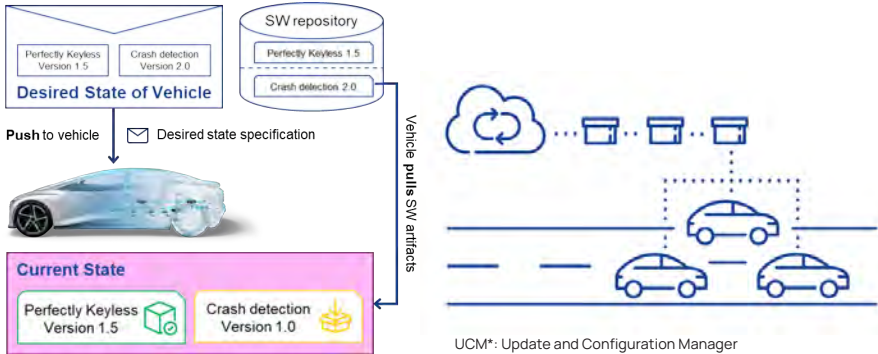 SW repository
Perfectly Keyless 1.5
Crash detection 2.0
Perfectly Keyless
Version 1.5
Crash detection
Version 2.0
Desired State of Vehicle
Push to vehicle
Desired state specification
Vehicle pulls SW artifacts
Current State
Perfectly Keyless
Version 1.5
Crash detection
Version 1.0
UCM*: Update and Configuration Manager